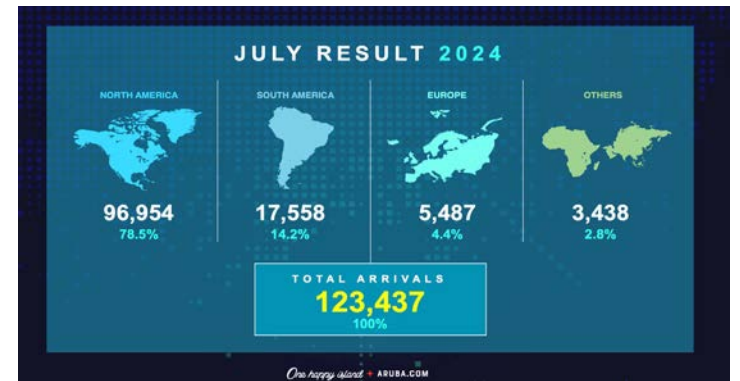 JULY RESULT 2024
NORTH AMERICA
96,954
78.5%
SOUTH AMERICA
17,558
14.2%
EUROPE
5,487
4.4%
OTHERS
3,438
2.8%
TOTAL ARRIVALS
123,437
100%
One happy island + ARUBA.COM